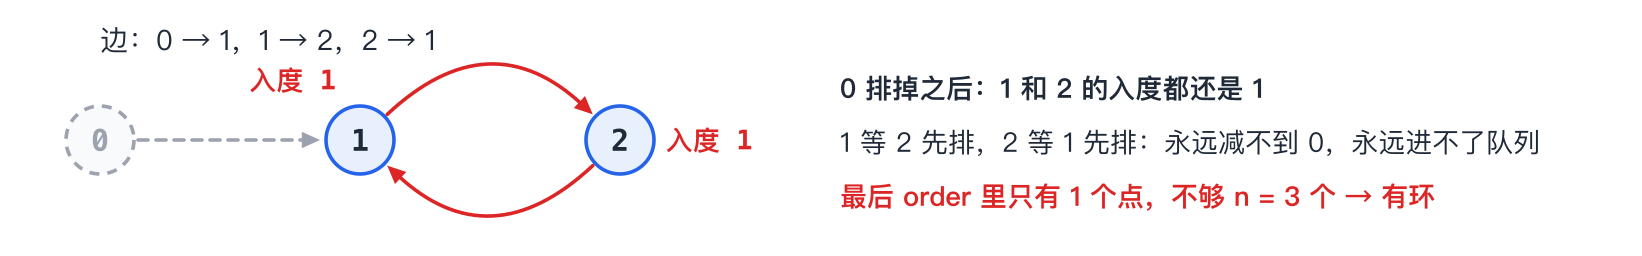 边：0 → 1，1 → 2，2 → 1
入度 1
0
1
2
入度 1
0 排掉之后：1 和 2 的入度都还是 1
1 等 2 先排，2 等 1 先排：永远减不到 0，永远进不了队列
最后 order 里只有 1 个点，不够 n = 3 个 → 有环